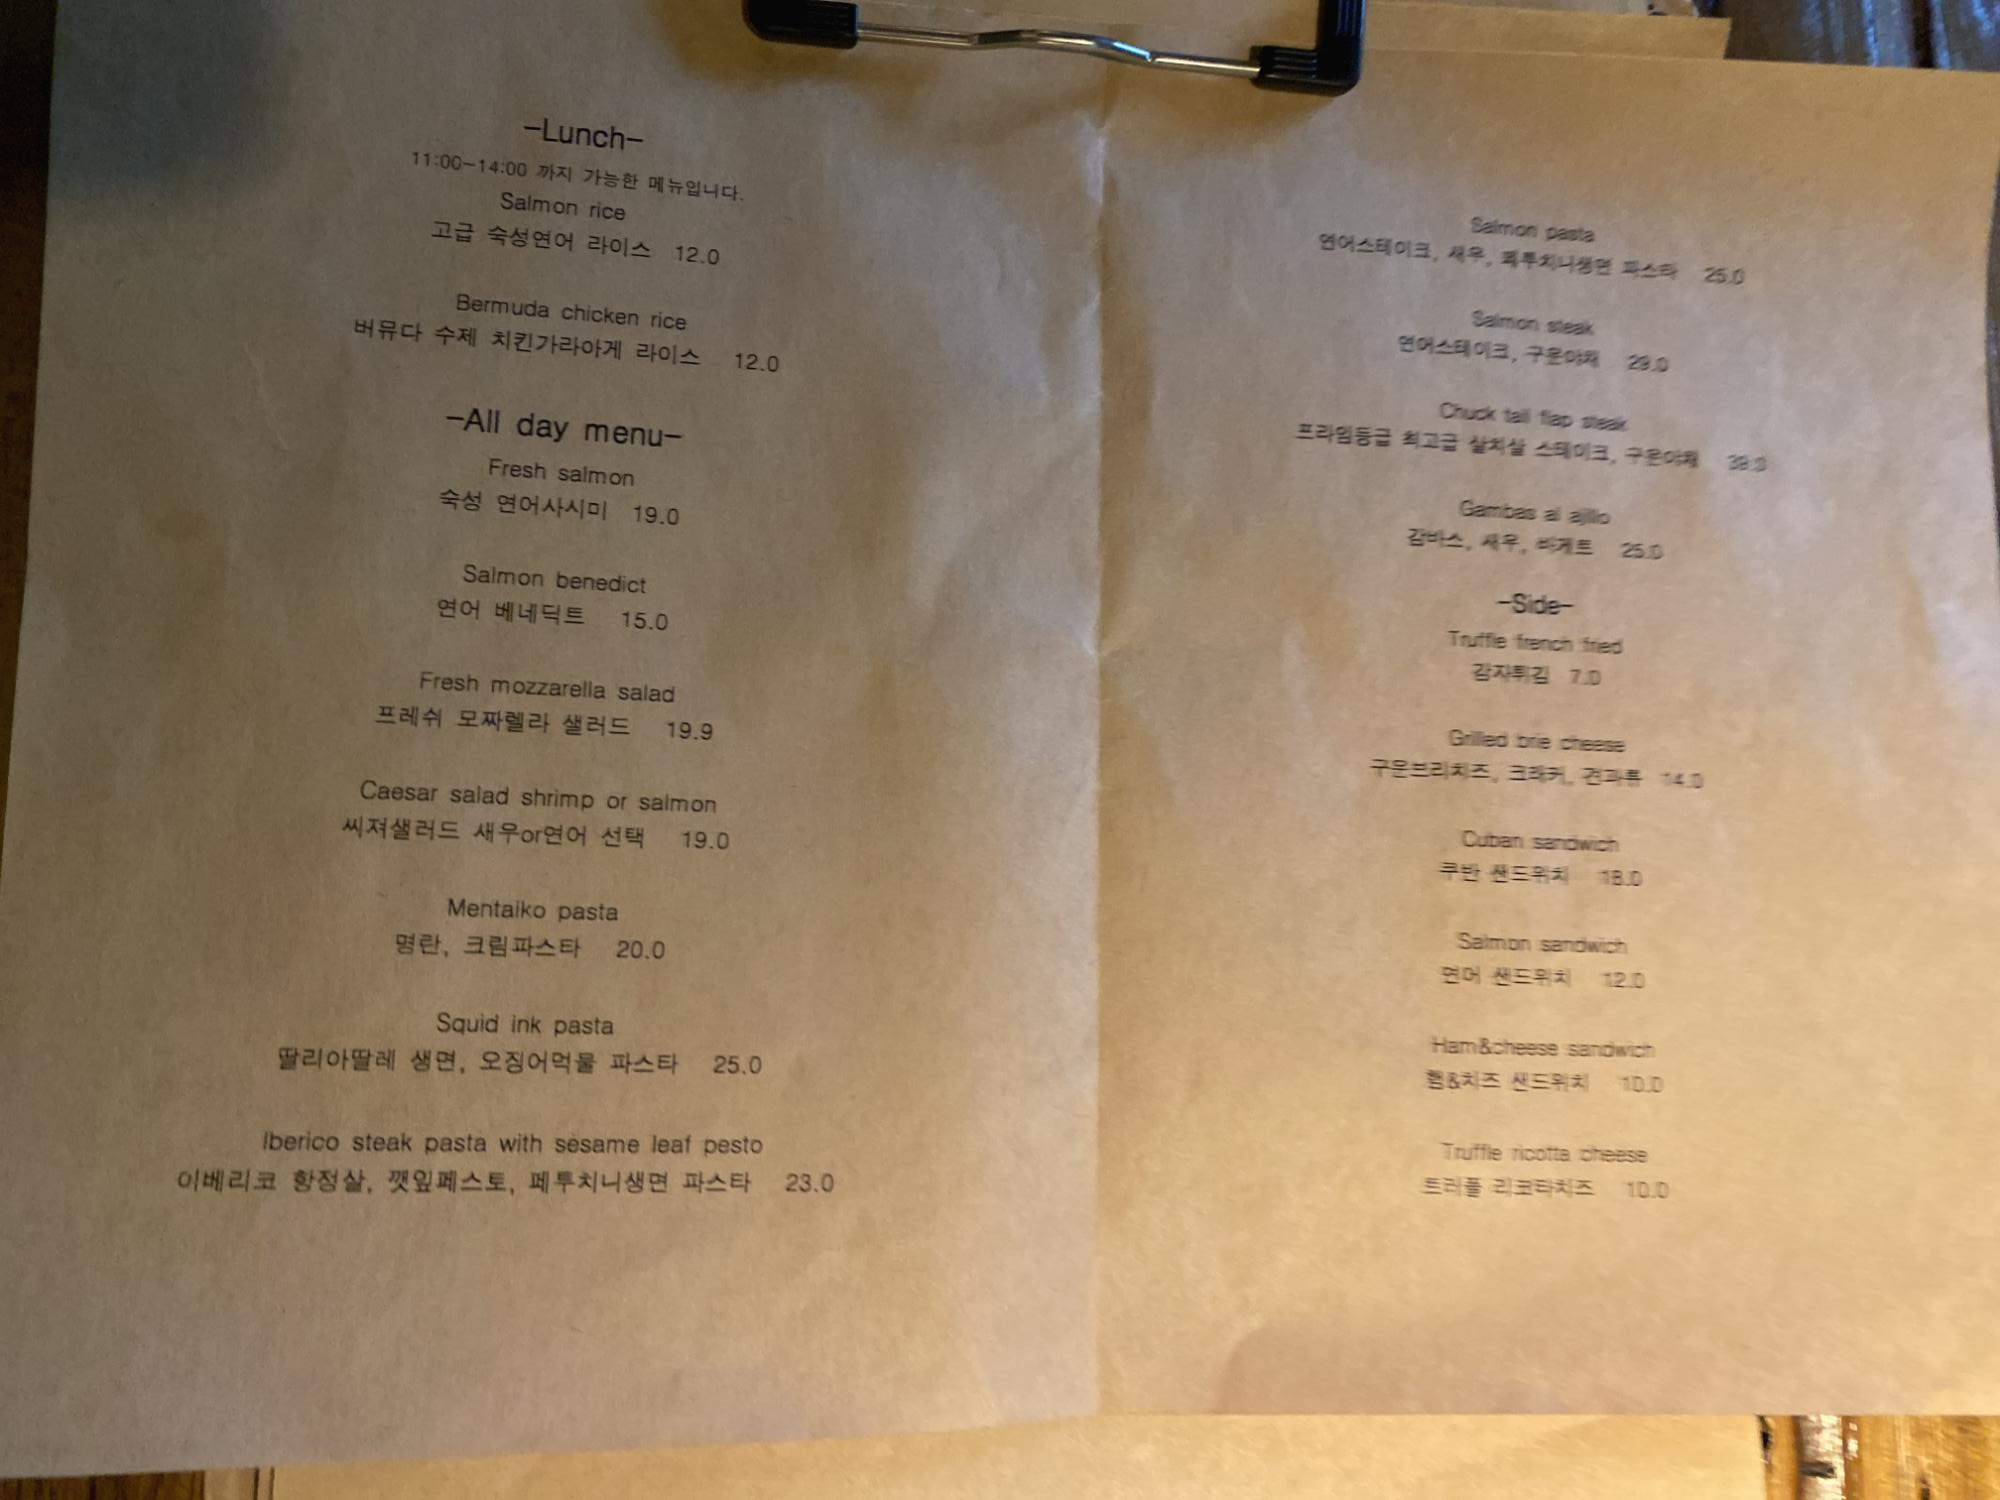 -Lunch-
11:00-14:00 까지 가능한 메뉴입니다.
Salmon rice
고급 숙성연어 라이스 12.0
Bermuda chicken rice
버뮤다 수제 치킨가라아게 라이스 12.0
-All day menu-
Fresh salmon
숙성 연어사시미 19.0
Salmon benedict
연어 베네딕트 15.0
Fresh mozzarella salad
프레쉬 모짜렐라 샐러드 19.9
Caesar salad shrimp or salmon
씨져샐러드 새우or연어 선택 19.0
Mentaiko pasta
명란, 크림파스타 20.0
Squid ink pasta
딸리아딸레 생면, 오징어먹물 파스타 25.0
Iberico steak pasta with sesame leaf pesto
이베리코 항정살, 깻잎페스토, 페투치니생면 파스타 23.0
Salmon pasta
연어스테이크, 새우, 페투치니생면 파스타 25.0
Salmon steak
연어스테이크, 구운야채 29.0
Chuck tail flap steak
프라임등급 최고급 살치살 스테이크, 구운야채 39.0
Gambas al ajillo
감바스, 새우, 바게트 25.0
-Side-
Truffle french fried
감자튀김 7.0
Grilled brie cheese
구운브리치즈, 크래커, 견과류 14.0
Cuban sandwich
쿠반 샌드위치 18.0
Salmon sandwich
연어 샌드위치 12.0
Ham&cheese sandwich
햄&치즈 샌드위치 10.0
Truffle ricotta cheese
트러플 리코타치즈 10.0